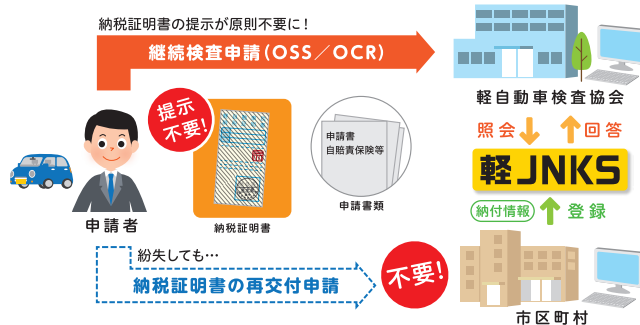 納税証明書の提示が原則不要に！
継続検査申請（OSS／OCR）
提示
不要！
申請書
自賠責保険等
申請者
納税証明書
申請書類
軽自動車検査協会
照会
回答
軽JNKS
納付情報
登録
紛失しても…
納税証明書の再交付申請
不要！
市区町村